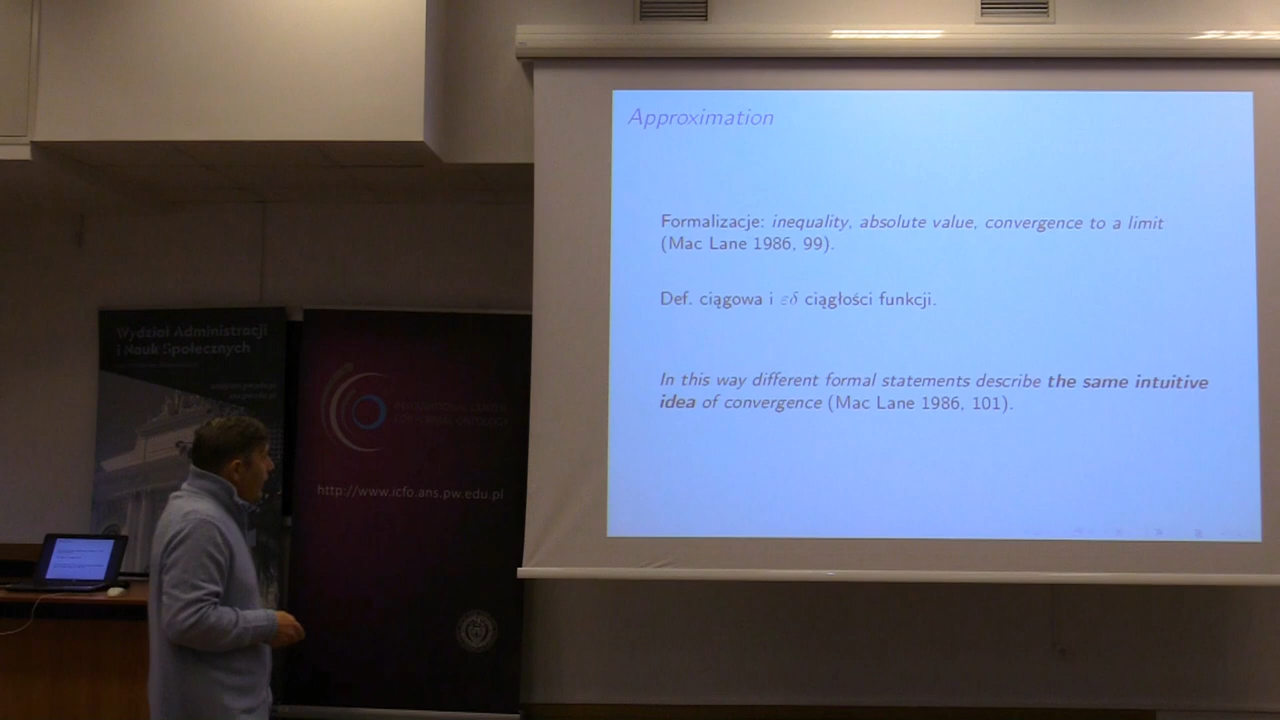 Approximation
Formalizacje: inequality, absolute value, convergence to a limit
(Mac Lane 1986, 99).
Def. ciągowa i εδ ciągłości funkcji.
In this way different formal statements describe the same intuitive
idea of convergence (Mac Lane 1986, 101).
Wydział Administracji
i Nauk Społecznych
http://www.icfo.ans.pw.edu.pl